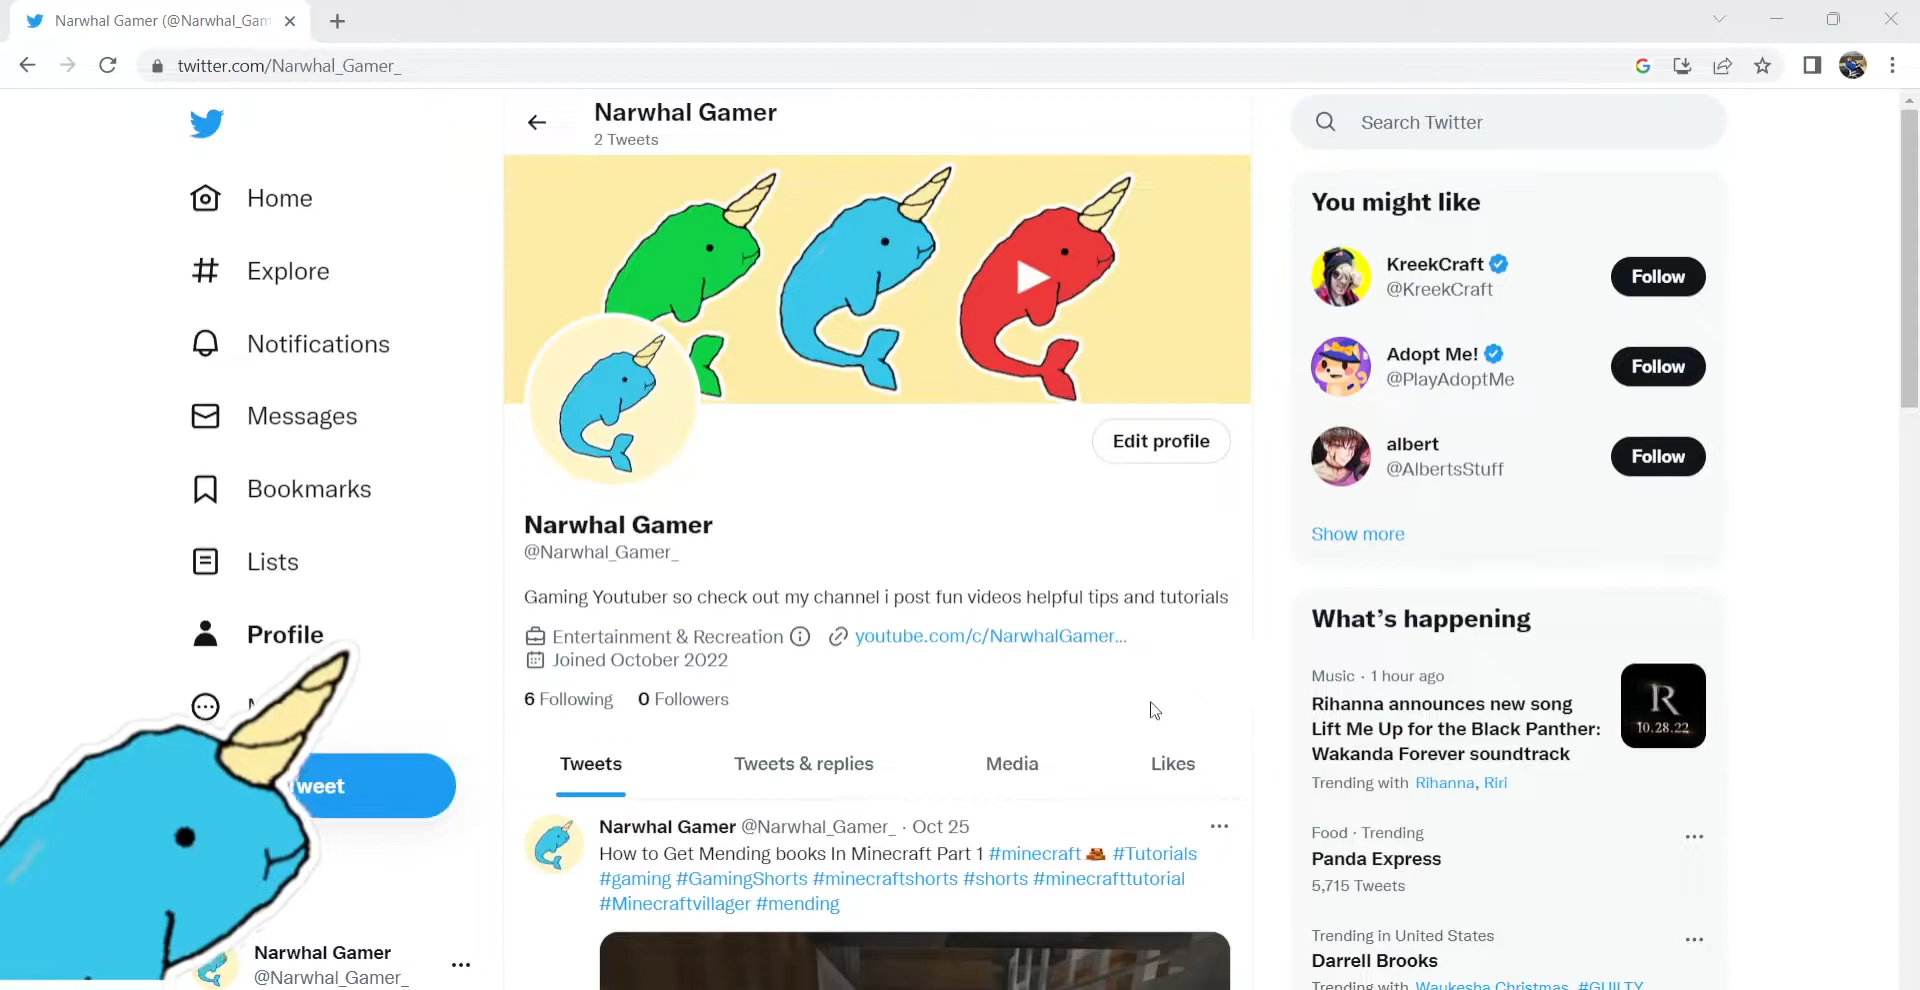 Narwhal Gamer (@Narwhal_Gam
twitter.com/Narwhal_Gamer_
Home
Explore
Notifications
Messages
Bookmarks
Lists
Profile
weet
Narwhal Gamer
@Narwhal_Gamer_
Narwhal Gamer
2 Tweets
Edit profile
Narwhal Gamer
@Narwhal_Gamer_
Gaming Youtuber so check out my channel i post fun videos helpful tips and tutorials
Entertainment & Recreation youtube.com/c/NarwhalGamer...
Joined October 2022
6 Following 0 Followers
Tweets Tweets & replies Media Likes
Narwhal Gamer @Narwhal_Gamer_ · Oct 25
How to Get Mending books In Minecraft Part 1 #minecraft #Tutorials
#gaming #GamingShorts #minecraftshorts #shorts #minecrafttutorial
#Minecraftvillager #mending
Search Twitter
You might like
KreekCraft
@KreekCraft
Follow
Adopt Me!
@PlayAdoptMe
Follow
albert
@AlbertsStuff
Follow
Show more
What's happening
Music · 1 hour ago
Rihanna announces new song
Lift Me Up for the Black Panther:
Wakanda Forever soundtrack
Trending with Rihanna, Riri
R
10.28.22
Food · Trending
Panda Express
5,715 Tweets
Trending in United States
Darrell Brooks
Trending with Waukesha Christmas, #GUILTY